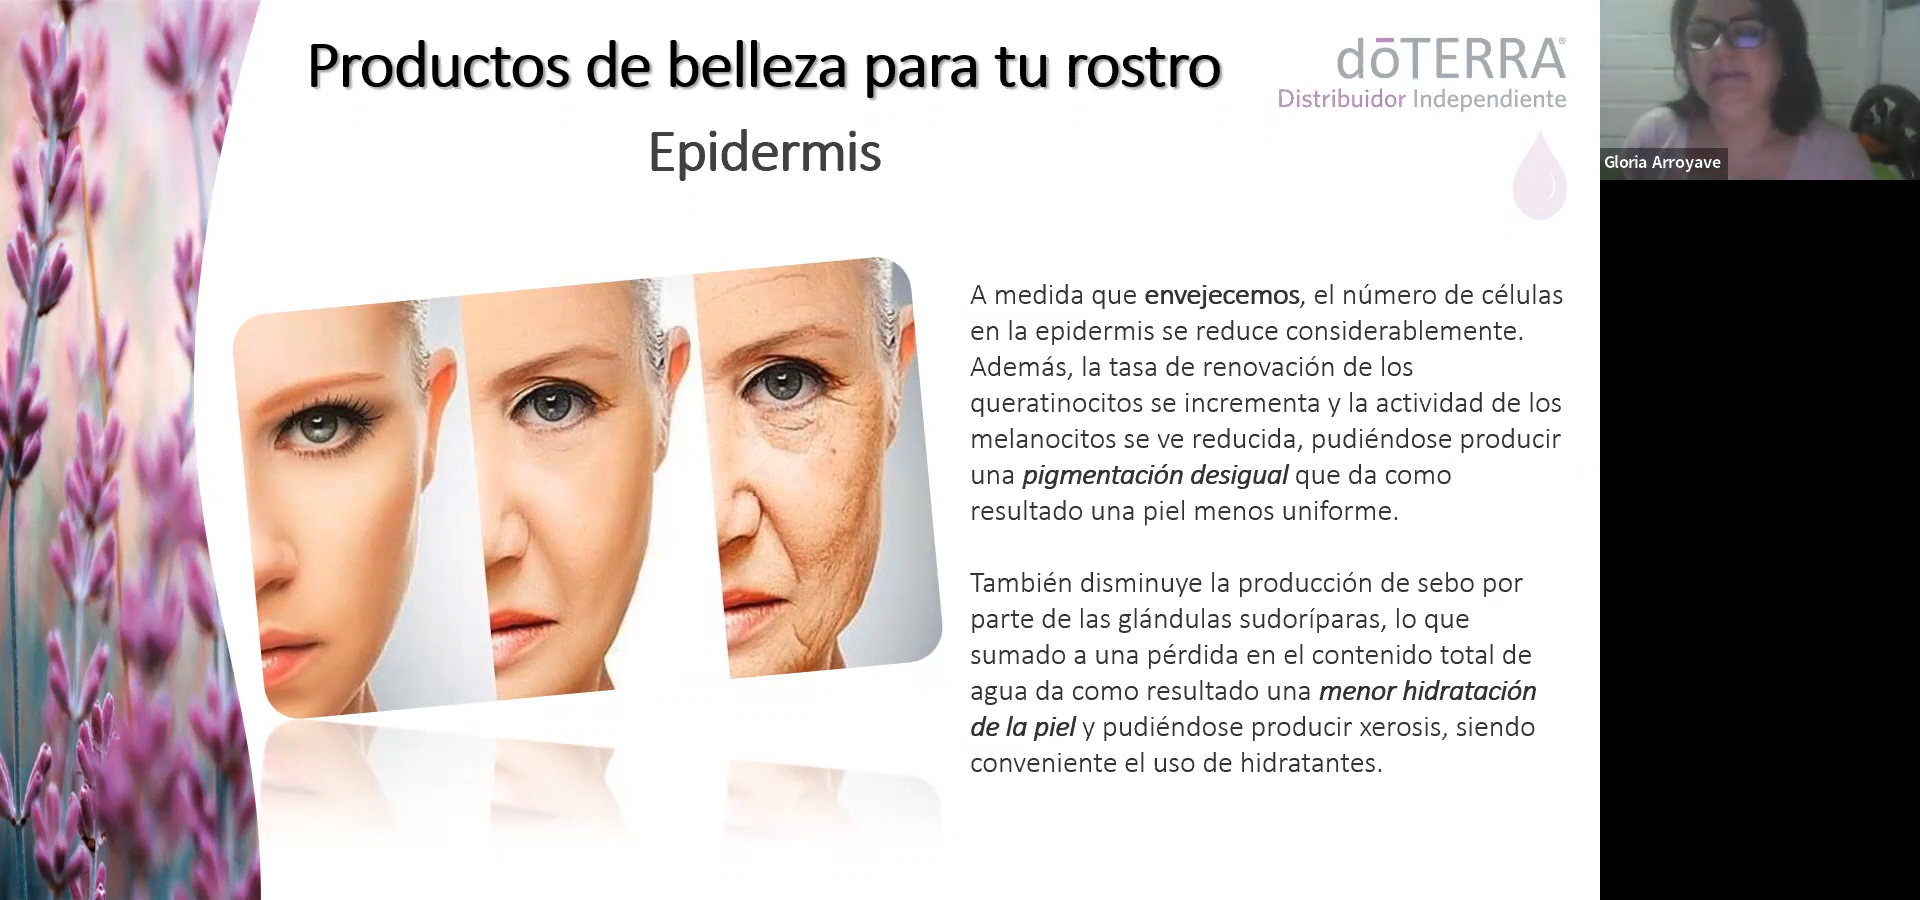 Productos de belleza para tu rostro
dōTERRA®
Distribuidor Independiente
Epidermis
Gloria Arroyave
A medida que envejecemos, el número de células
en la epidermis se reduce considerablemente.
Además, la tasa de renovación de los
queratinocitos se incrementa y la actividad de los
melanocitos se ve reducida, pudiéndose producir
una pigmentación desigual que da como
resultado una piel menos uniforme.
También disminuye la producción de sebo por
parte de las glándulas sudoríparas, lo que
sumado a una pérdida en el contenido total de
agua da como resultado una menor hidratación
de la piel y pudiéndose producir xerosis, siendo
conveniente el uso de hidratantes.